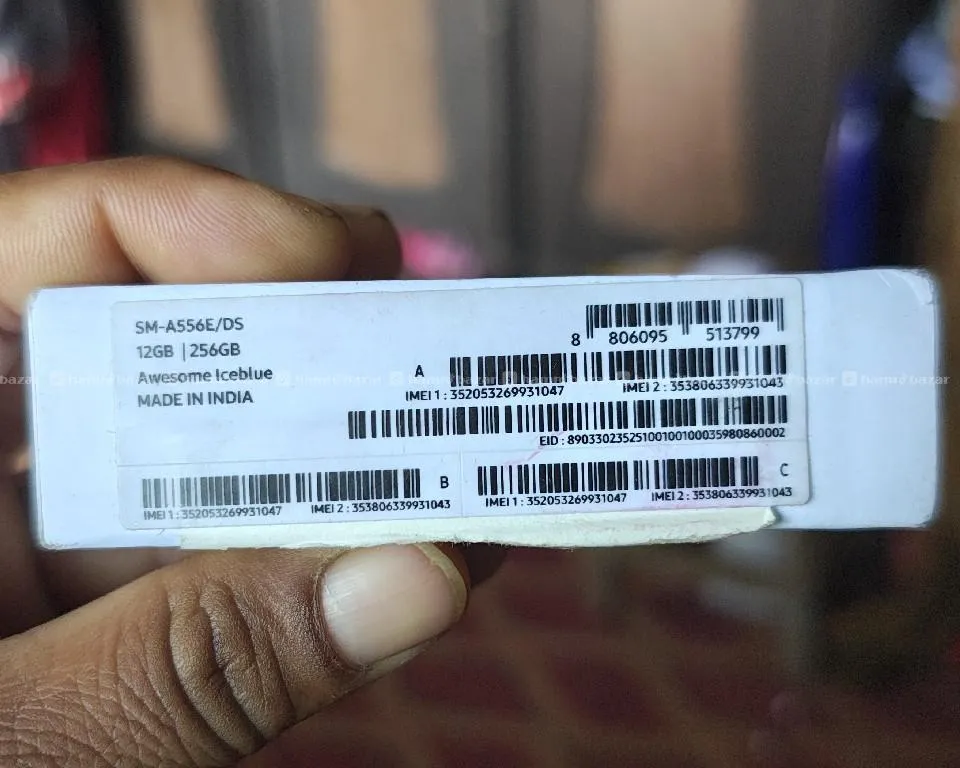 SM-A556E/DS
12GB | 256GB
Awesome Iceblue
MADE IN INDIA
8 806095 513799
A
IMEI 1 : 352053269931047 IMEI 2 : 353806339931043
EID : 89033023525100100100035980860002
B
IMEI 1 : 352053269931047 IMEI 2 : 353806339931043
C
IMEI 1 : 352053269931047 IMEI 2 : 353806339931043